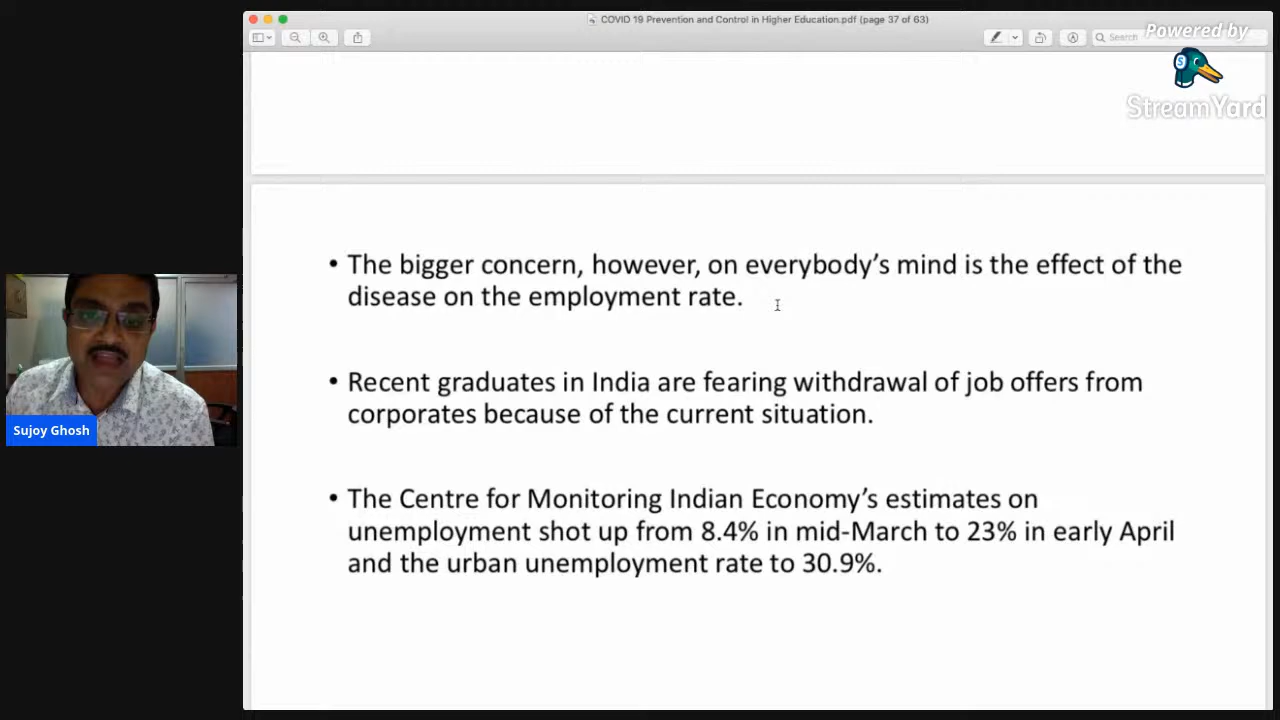 COVID 19 Prevention and Control in Higher Education.pdf (page 37 of 63)
Search
Powered by
S
StreamYard
• The bigger concern, however, on everybody’s mind is the effect of the
disease on the employment rate.
• Recent graduates in India are fearing withdrawal of job offers from
corporates because of the current situation.
• The Centre for Monitoring Indian Economy’s estimates on
unemployment shot up from 8.4% in mid-March to 23% in early April
and the urban unemployment rate to 30.9%.
Sujoy Ghosh